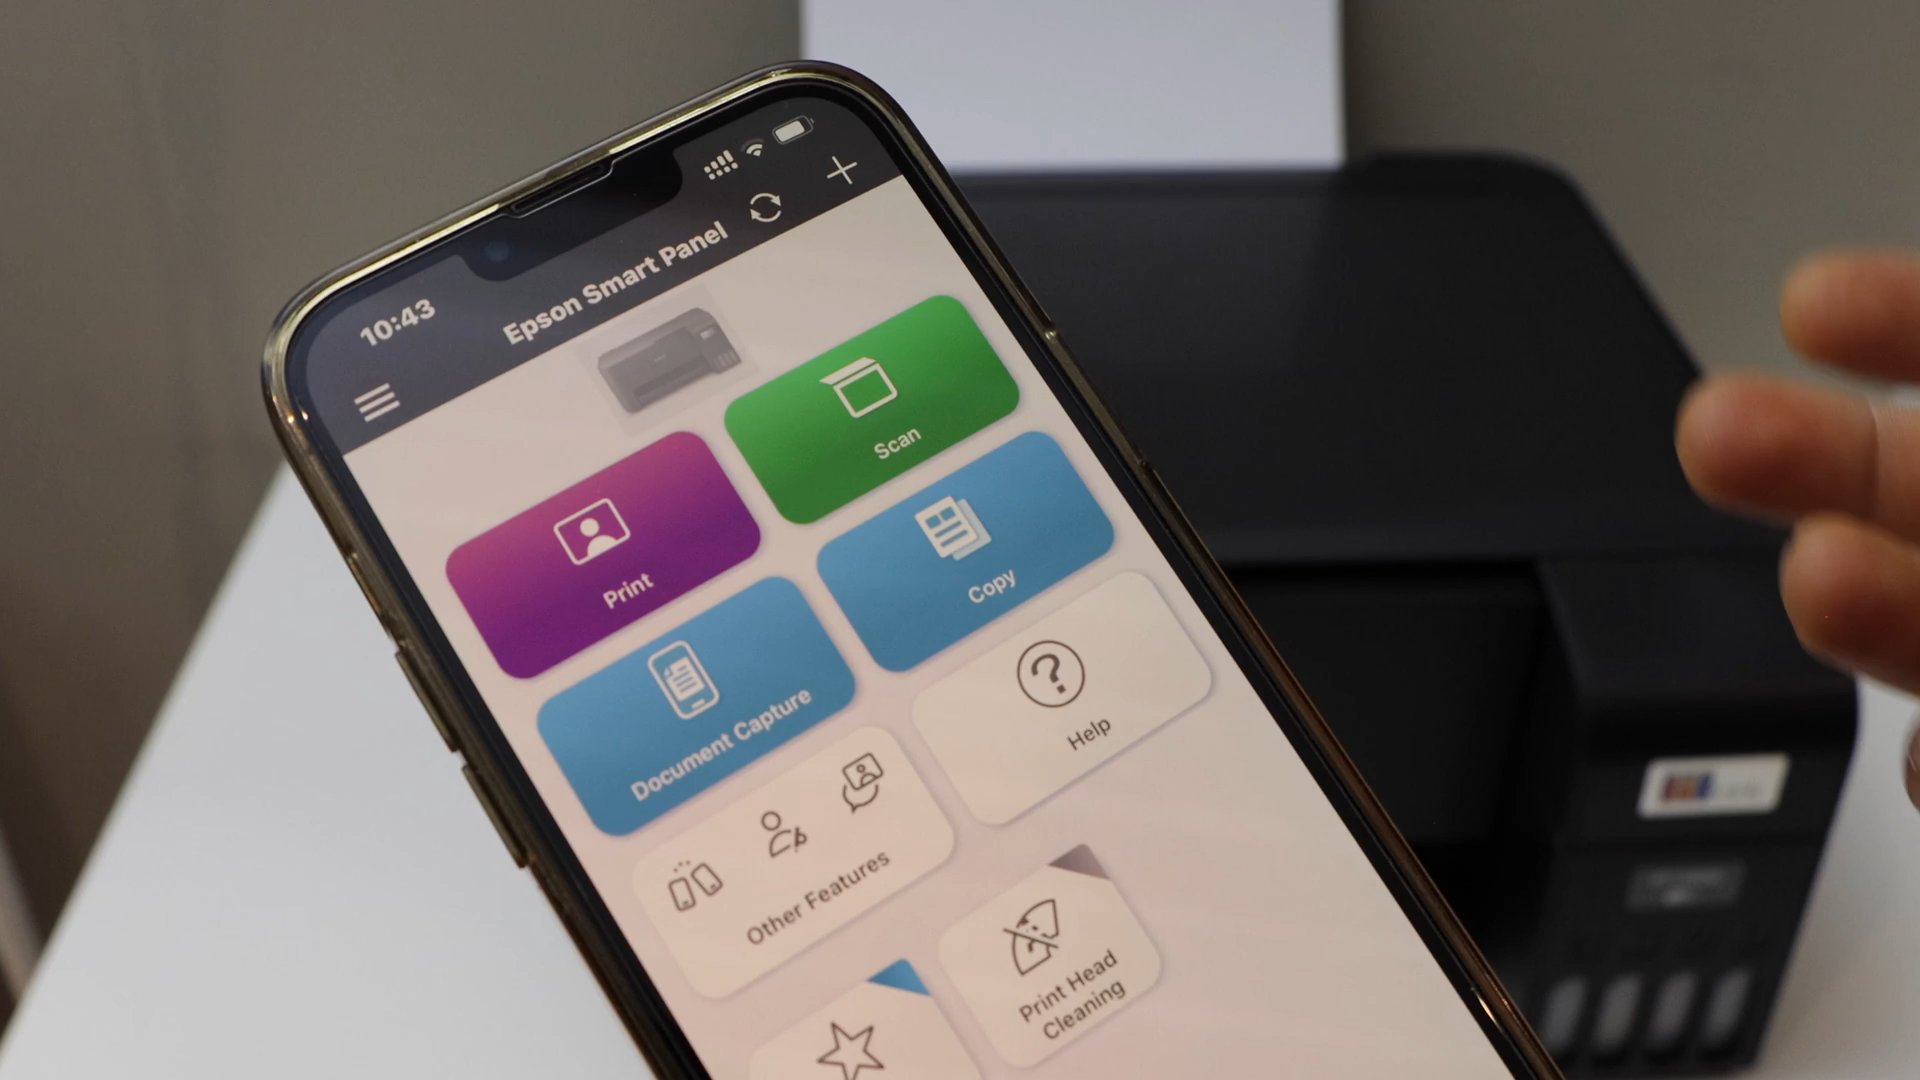 10:43
Epson Smart Panel
Print
Scan
Document Capture
Copy
Other Features
Help
Print Head
Cleaning